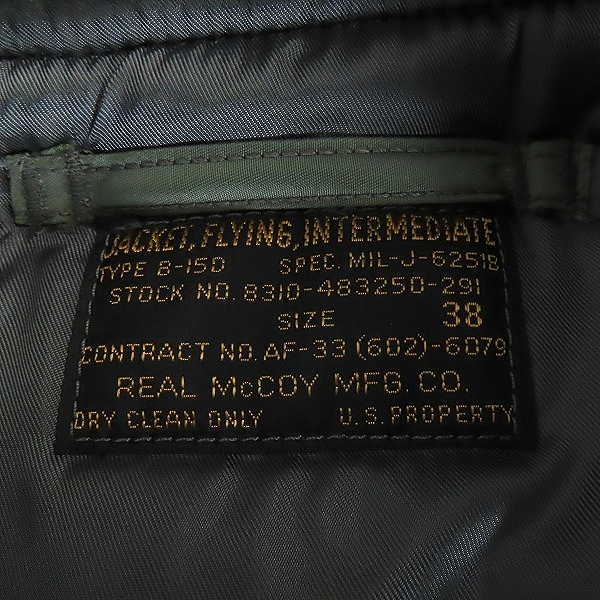 JACKET, FLYING, INTERMEDIATE
TYPE B-15D SPEC. MIL-J-6251B
STOCK NO. 8310-483250-291
SIZE 38
CONTRACT NO. AF-33 (602)-6079
REAL McCOY MFG. CO.
DRY CLEAN ONLY U.S. PROPERTY